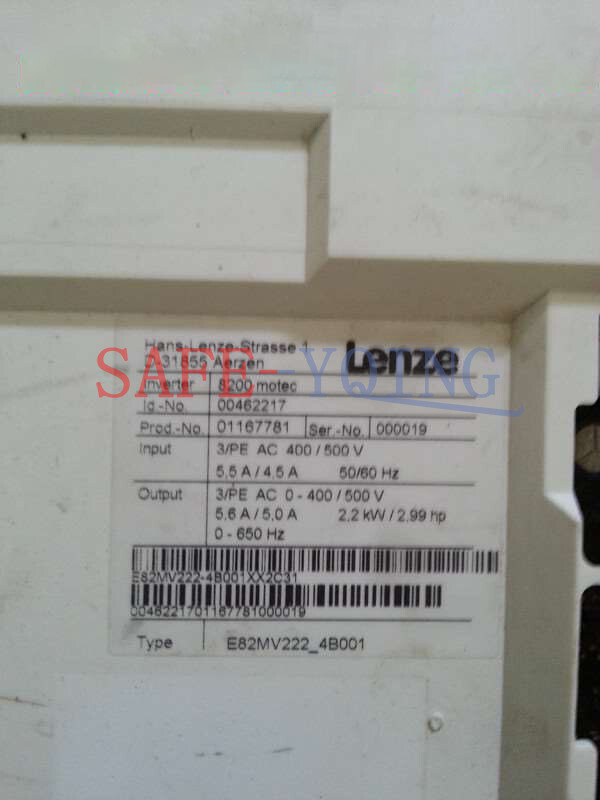 Hans-Lenze-Strasse 1
D-31855 Aerzen
Lenze
SAFE-YQING
Inverter 8200 motec
Id.-No. 00462217
Prod.-No. 01167781 Ser.-No. 000019
Input 3/PE AC 400 / 500 V
5,5 A / 4,5 A 50/60 Hz
Output 3/PE AC 0 - 400 / 500 V
5,6 A / 5,0 A 2,2 kW / 2,99 hp
0 - 650 Hz
E82MV222-4B001XX2C31
0046221701167781000019
Type E82MV222_4B001